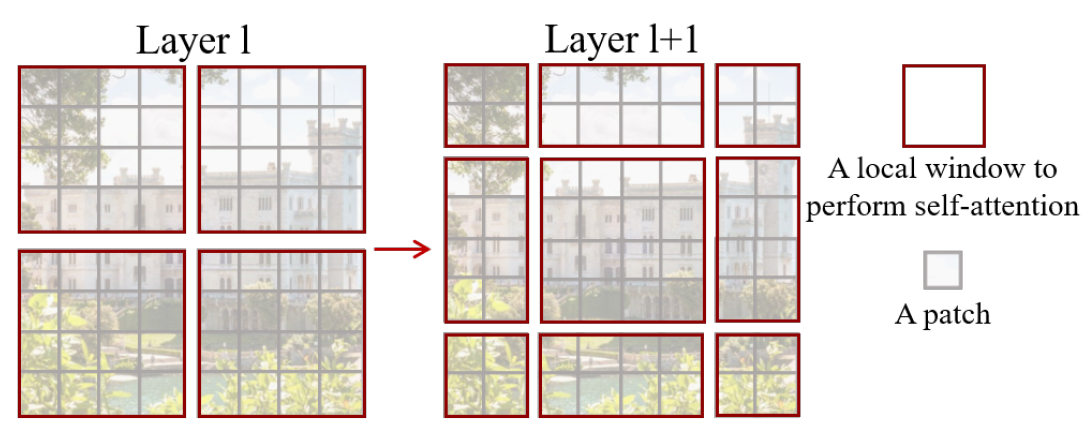 Layer l
Layer l+1
A local window to
perform self-attention
A patch